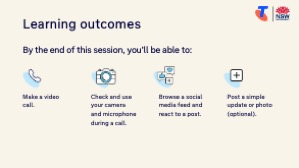 Learning outcomes
By the end of this session, you'll be able to:
Make a video
call.
Check and use
your camera
and microphone
during a call.
Browse a social
media feed and
react to a post.
Post a simple
update or photo
(optional).